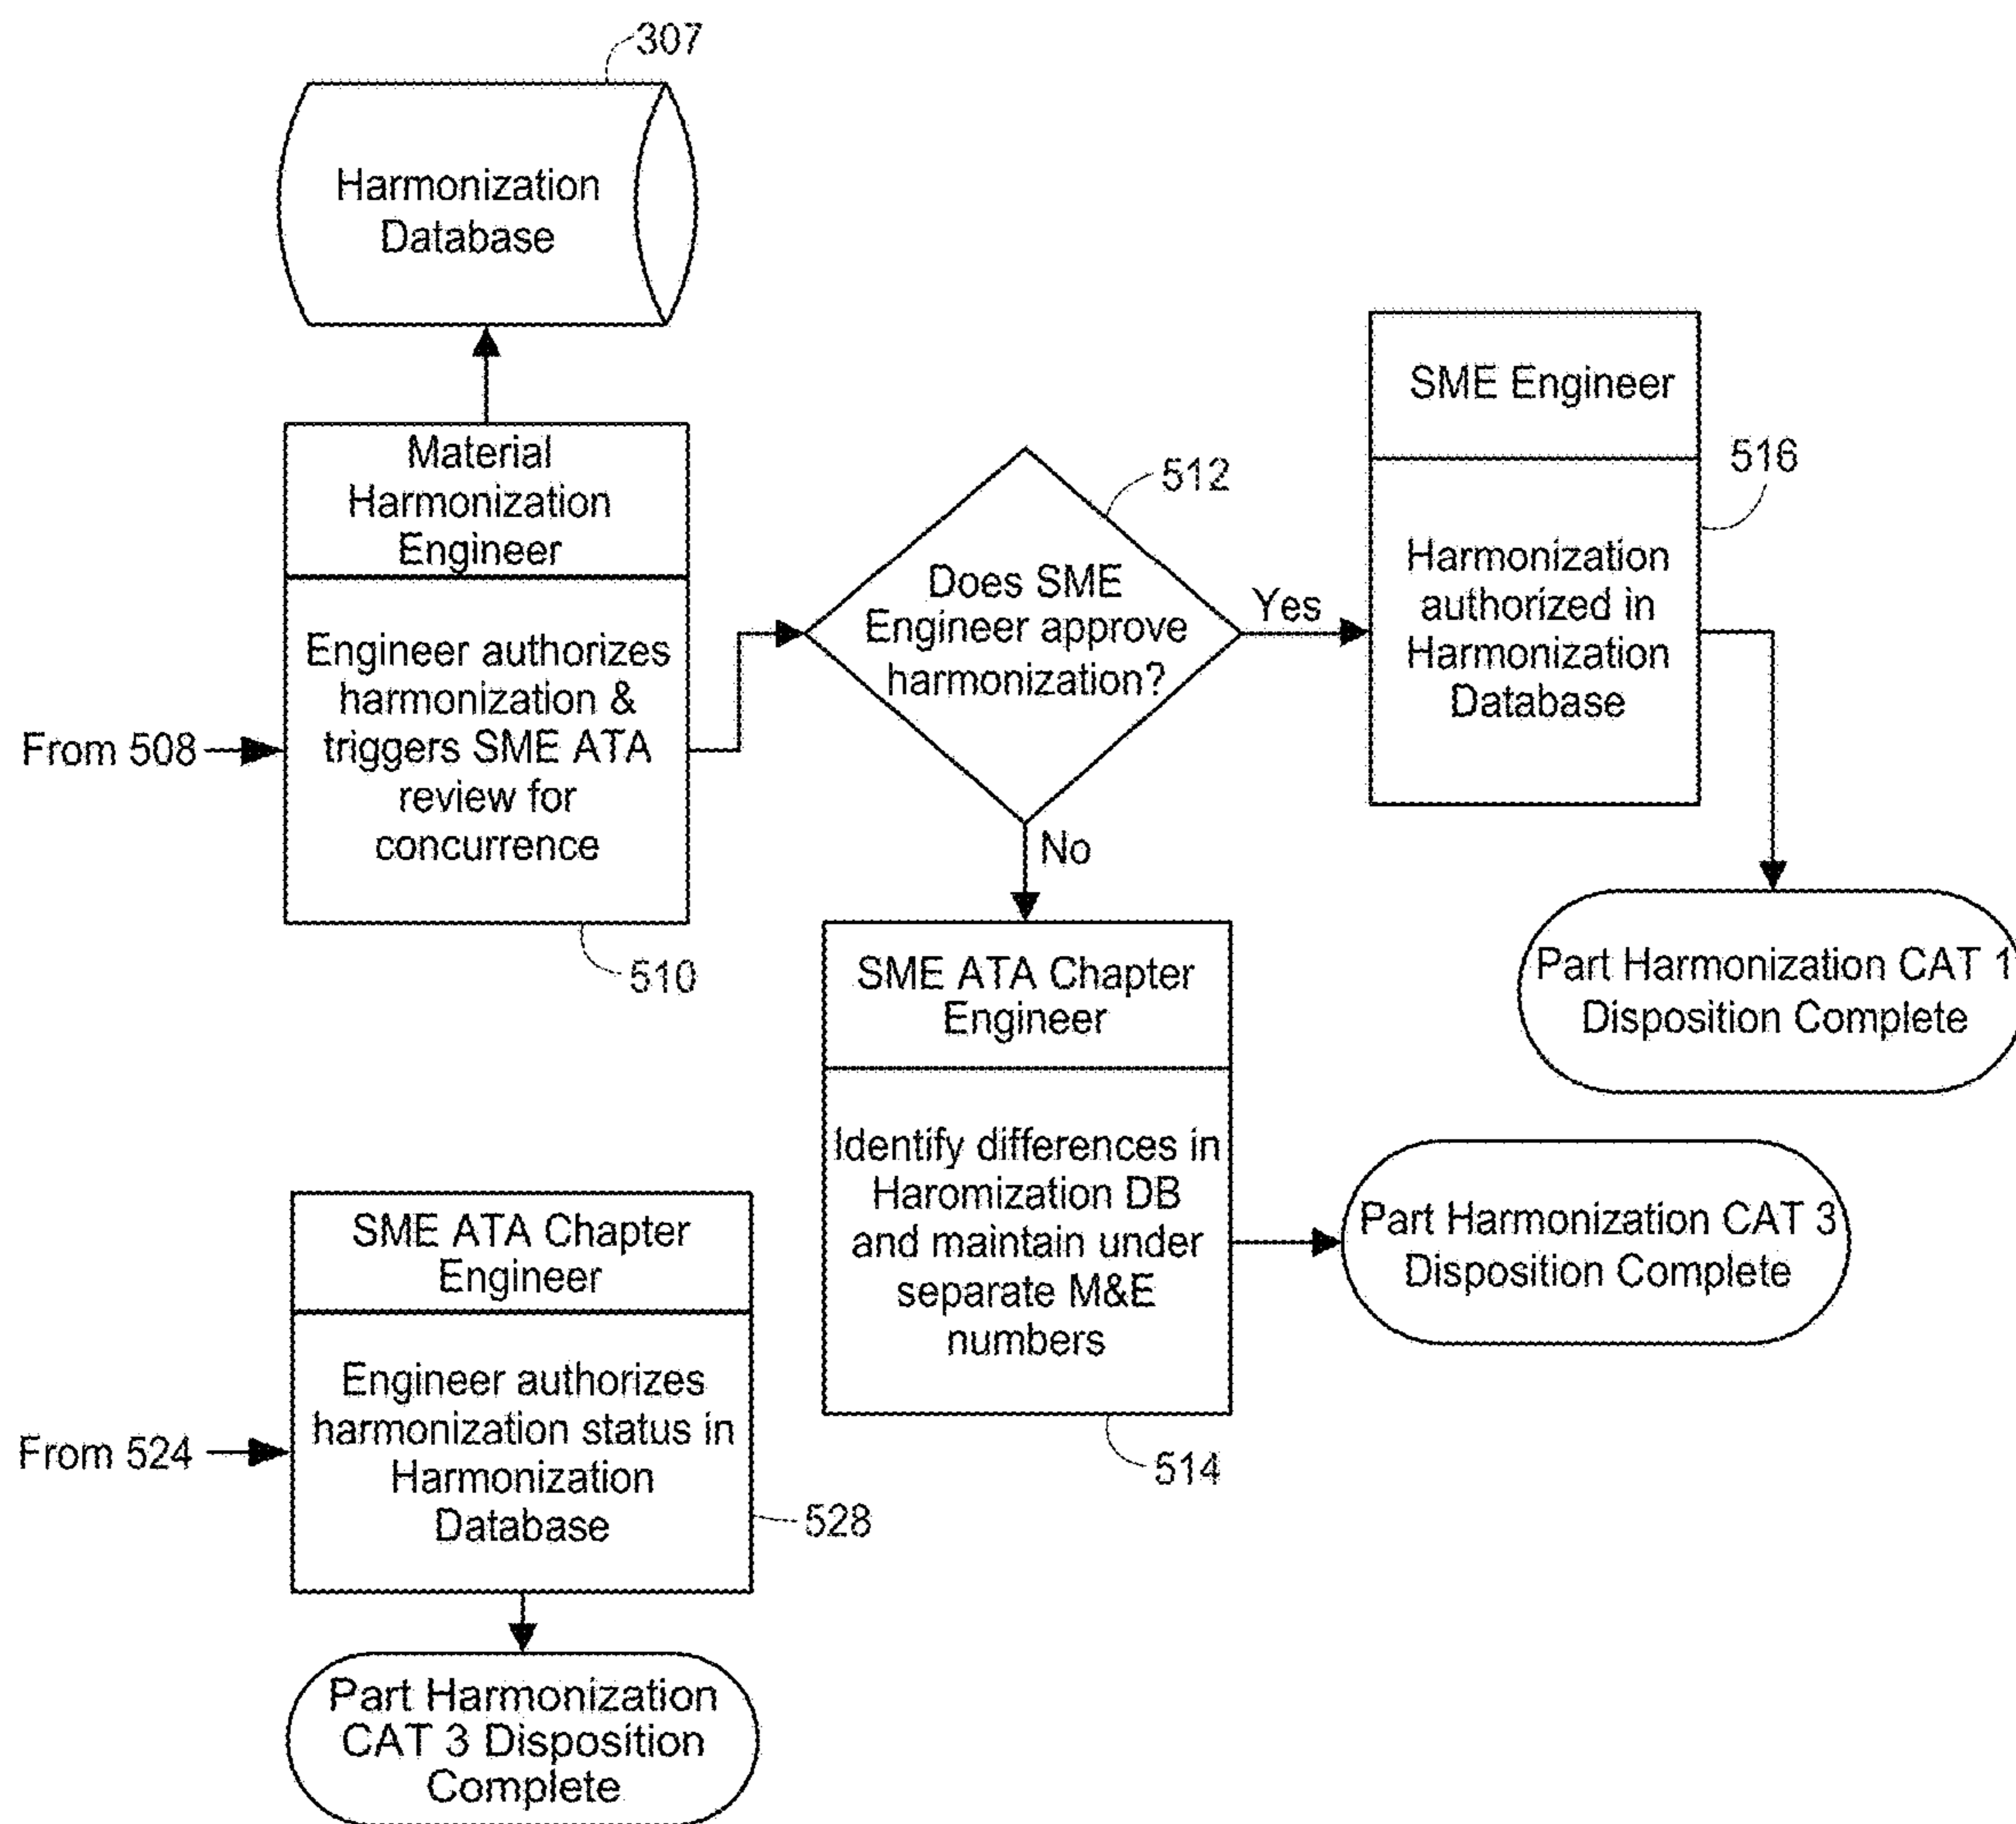 307
Harmonization
Database
Material
Harmonization
Engineer
Engineer authorizes
harmonization &
triggers SME ATA
review for
concurrence
From 508
510
Does SME
Engineer approve
harmonization?
512
Yes
No
SME Engineer
Harmonization
authorized in
Harmonization
Database
516
Part Harmonization CAT 1
Disposition Complete
SME ATA Chapter
Engineer
Identify differences in
Haromization DB
and maintain under
separate M&E
numbers
514
Part Harmonization CAT 3
Disposition Complete
SME ATA Chapter
Engineer
Engineer authorizes
harmonization status in
Harmonization
Database
From 524
528
Part Harmonization
CAT 3 Disposition
Complete